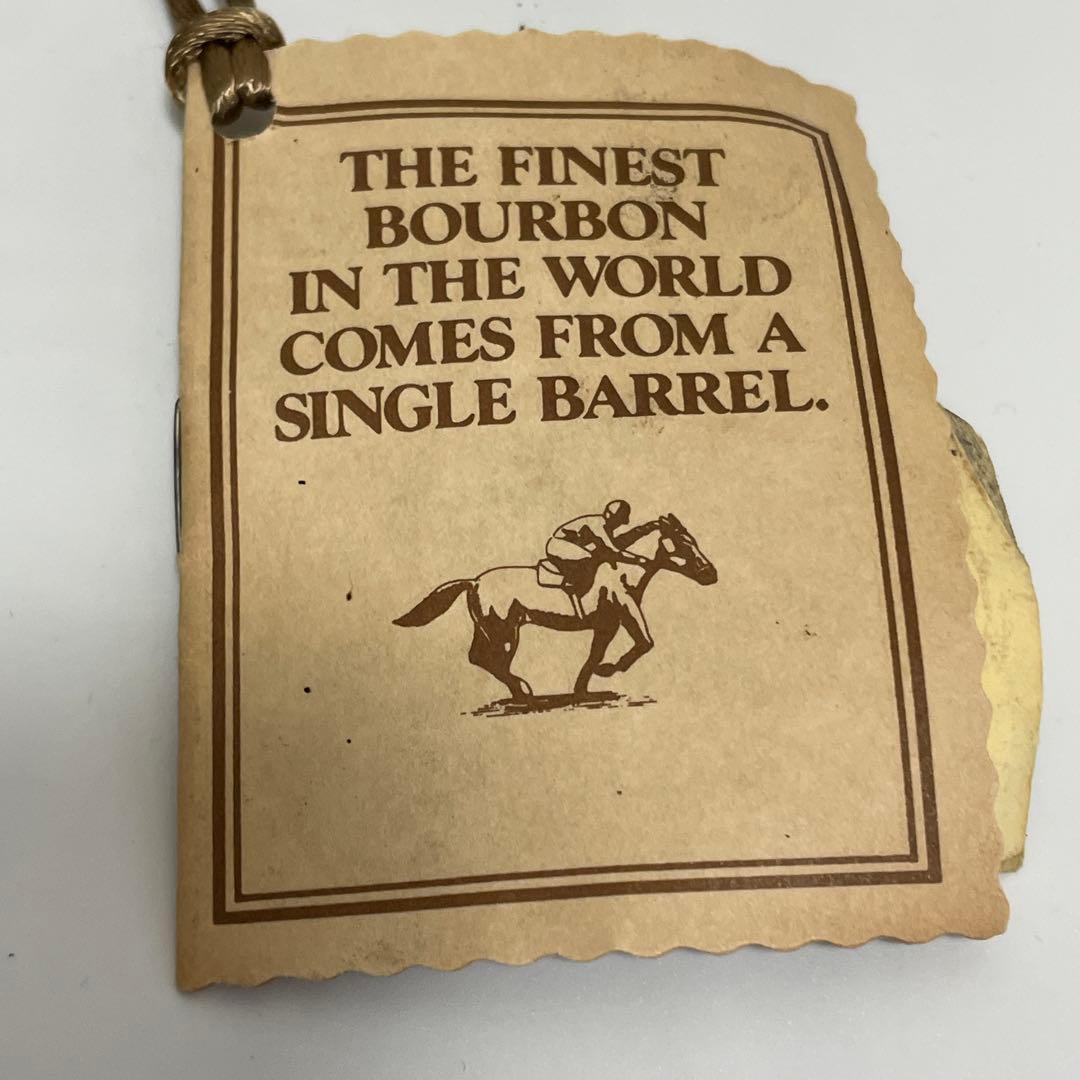 THE FINEST
BOURBON
IN THE WORLD
COMES FROM A
SINGLE BARREL.